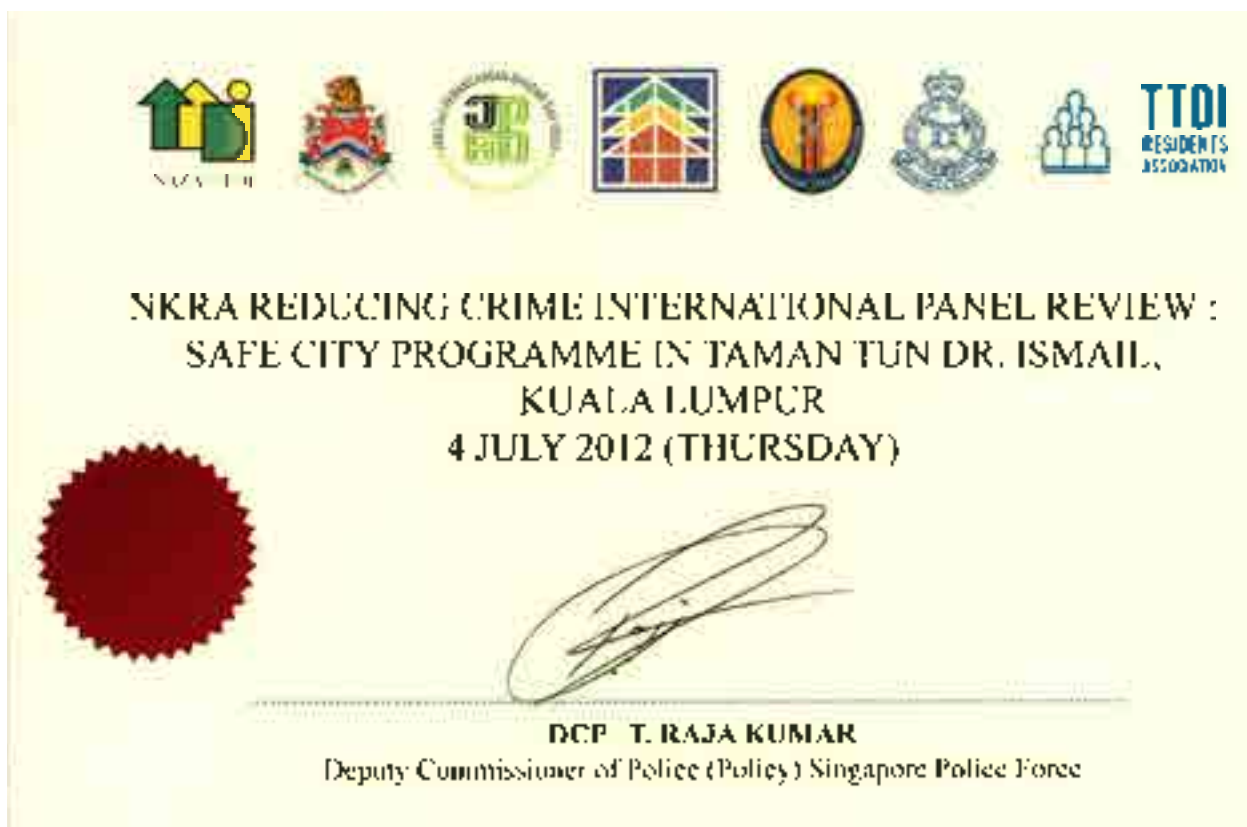 TTDI
RESIDENTS
ASSOCIATION
NKRA REDUCING CRIME INTERNATIONAL PANEL REVIEW :
SAFE CITY PROGRAMME IN TAMAN TUN DR. ISMAIL,
KUALA LUMPUR
4 JULY 2012 (THURSDAY)
DCP T. RAJA KUMAR
Deputy Commissioner of Police (Policy) Singapore Police Force